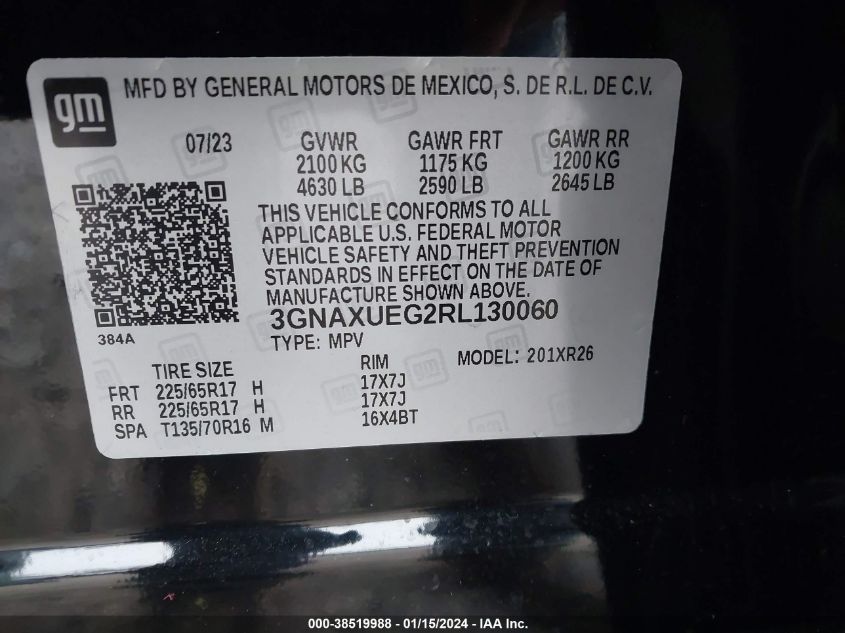 gm
MFD BY GENERAL MOTORS DE MEXICO, S. DE R.L. DE C.V.
07/23 GVWR GAWR FRT GAWR RR
2100 KG 1175 KG 1200 KG
4630 LB 2590 LB 2645 LB
THIS VEHICLE CONFORMS TO ALL
APPLICABLE U.S. FEDERAL MOTOR
VEHICLE SAFETY AND THEFT PREVENTION
STANDARDS IN EFFECT ON THE DATE OF
MANUFACTURE SHOWN ABOVE.
384A
3GNAXUEG2RL130060
TYPE: MPV MODEL: 201XR26
TIRE SIZE RIM
FRT 225/65R17 H 17X7J
RR 225/65R17 H 17X7J
SPA T135/70R16 M 16X4BT
000-38519988 - 01/15/2024 - IAA Inc.